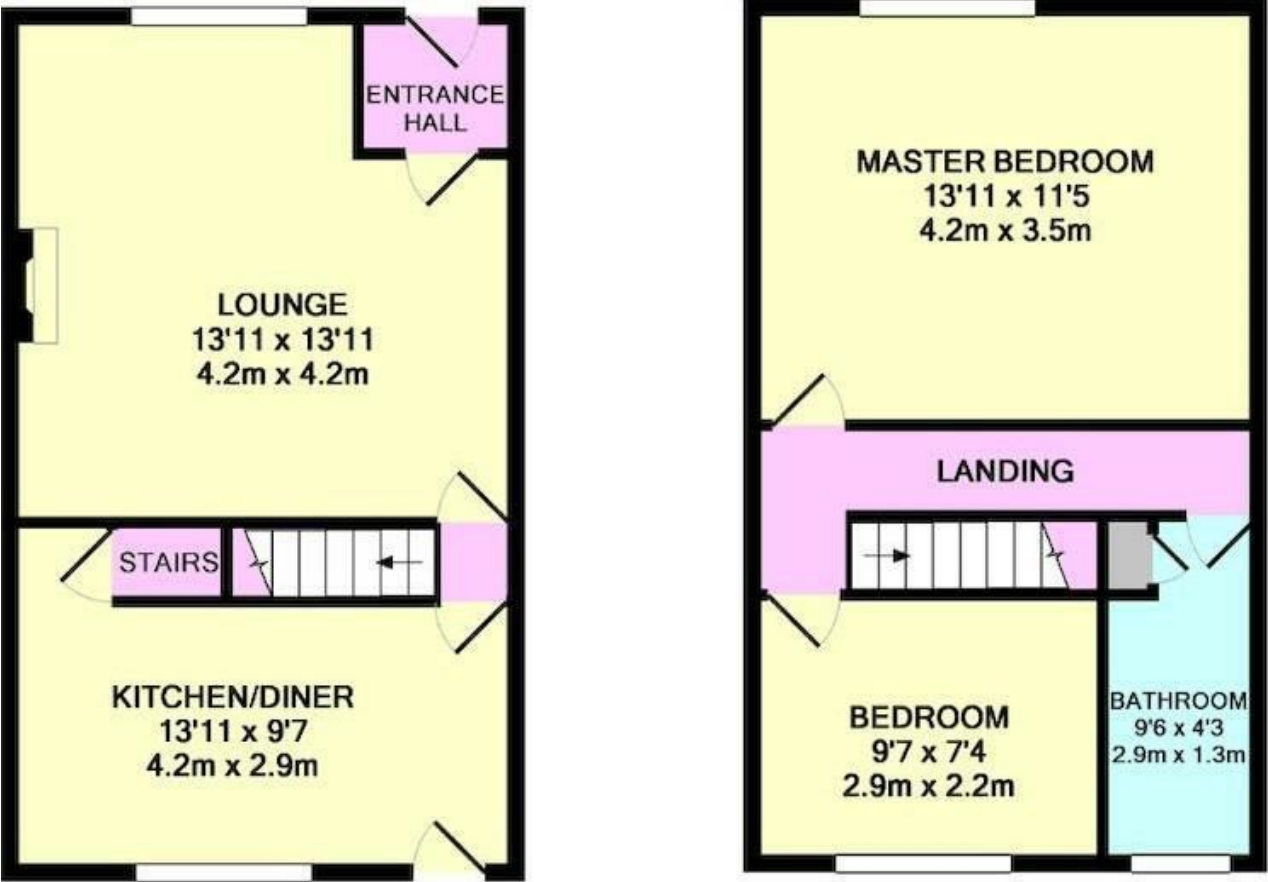 ENTRANCE
HALL
LOUNGE
13'11 x 13'11
4.2m x 4.2m
STAIRS
KITCHEN/DINER
13'11 x 9'7
4.2m x 2.9m
MASTER BEDROOM
13'11 x 11'5
4.2m x 3.5m
LANDING
BEDROOM
9'7 x 7'4
2.9m x 2.2m
BATHROOM
9'6 x 4'3
2.9m x 1.3m